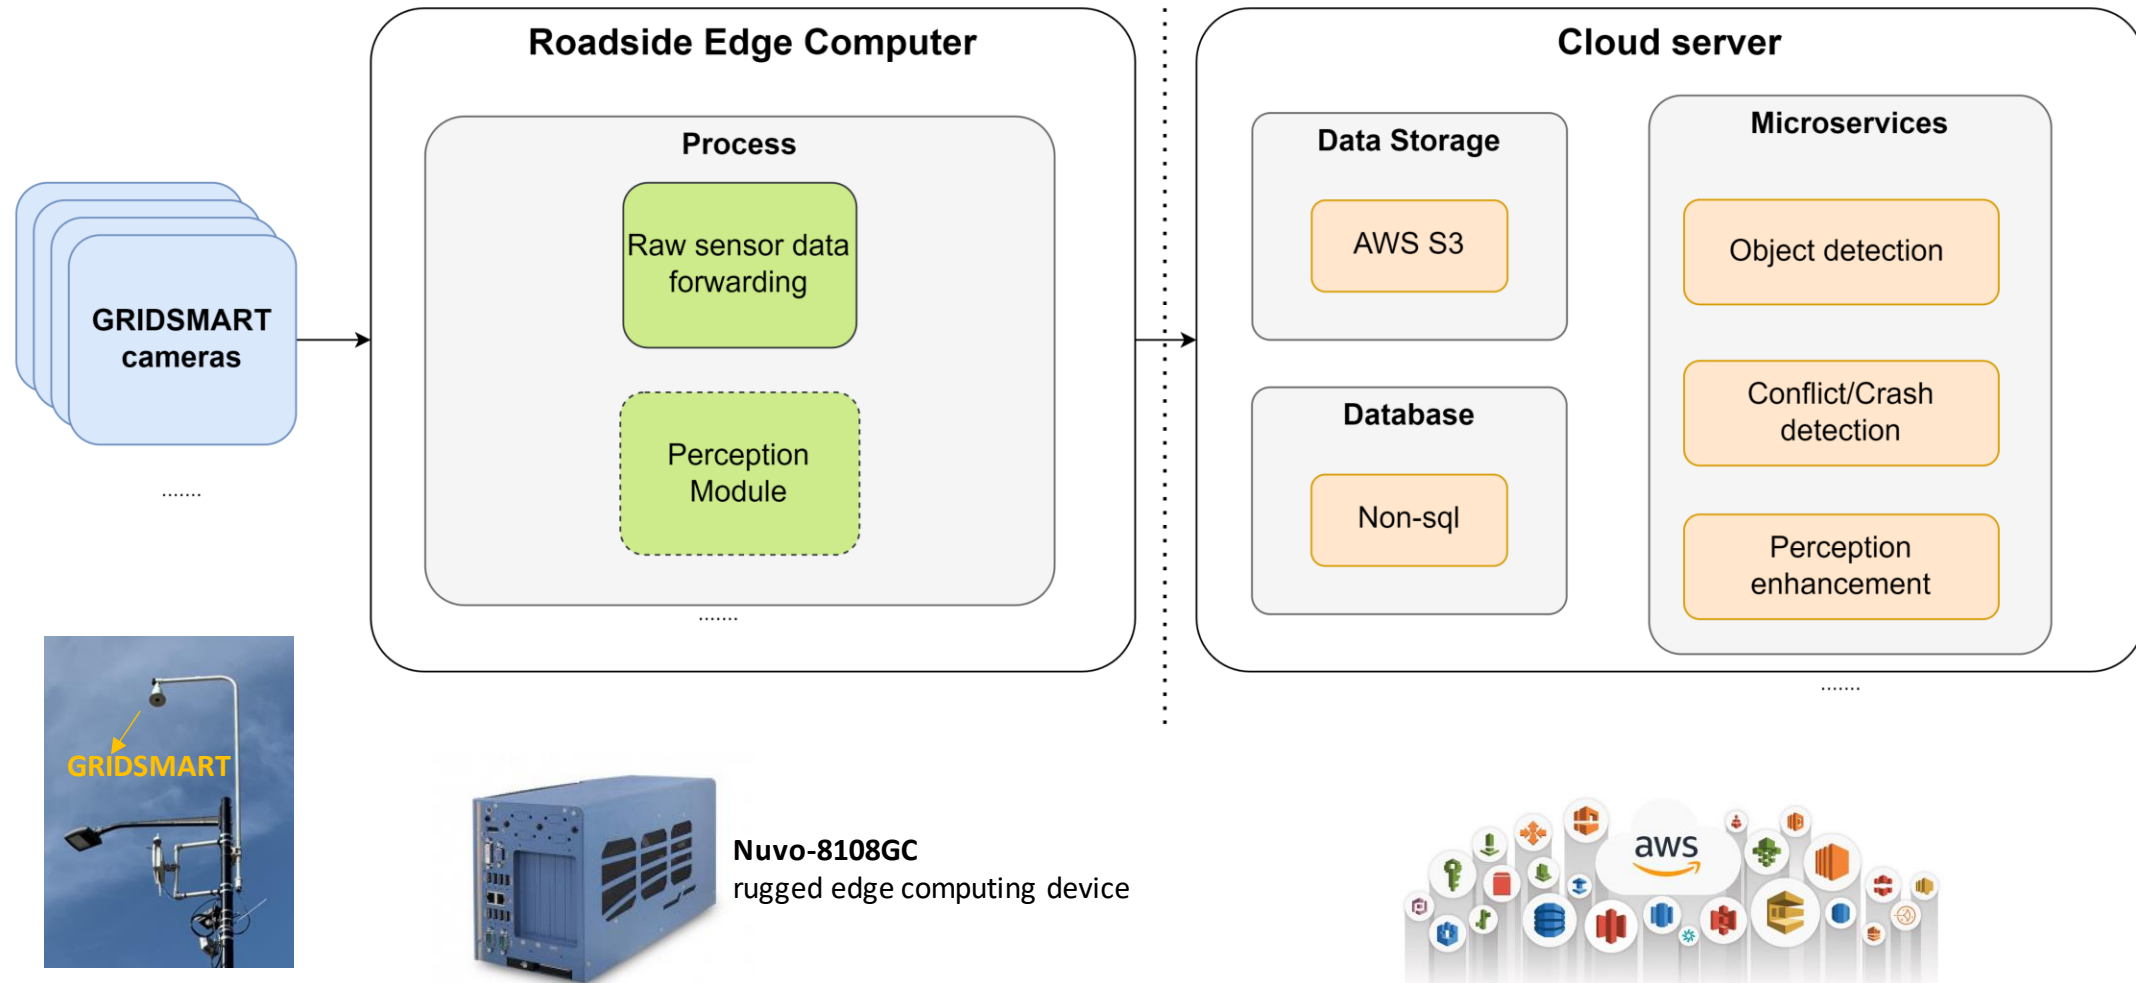 Roadside Edge Computer
Cloud server
Process
Raw sensor data
forwarding
Perception
Module
.......
GRIDSMART
cameras
.......
Data Storage
AWS S3
Database
Non-sql
Microservices
Object detection
Conflict/Crash
detection
Perception
enhancement
.......
GRIDSMART
Nuvo-8108GC
rugged edge computing device
aws